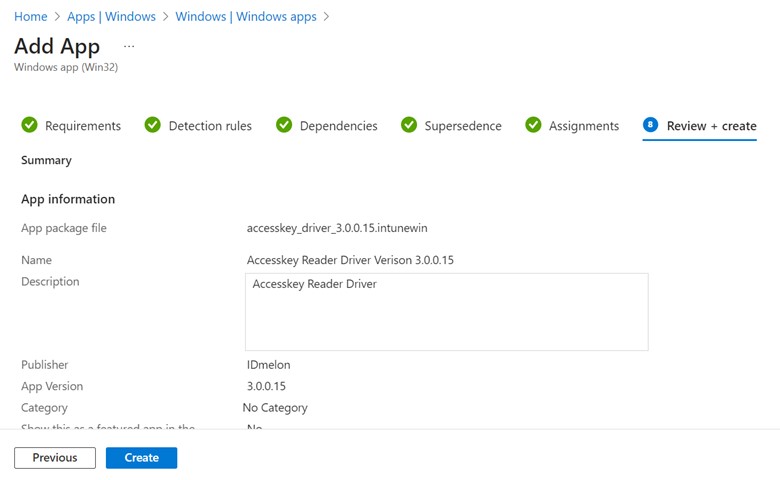 Home > Apps | Windows > Windows | Windows apps >
Add App ...
Windows app (Win32)
Requirements Detection rules Dependencies Supersedence Assignments 8 Review + create
Summary
App information
App package file accesskey_driver_3.0.0.15.intunewin
Name Accesskey Reader Driver Verison 3.0.0.15
Description Accesskey Reader Driver
Publisher IDmelon
App Version 3.0.0.15
Category No Category
Show this as a featured app in the No
Previous Create